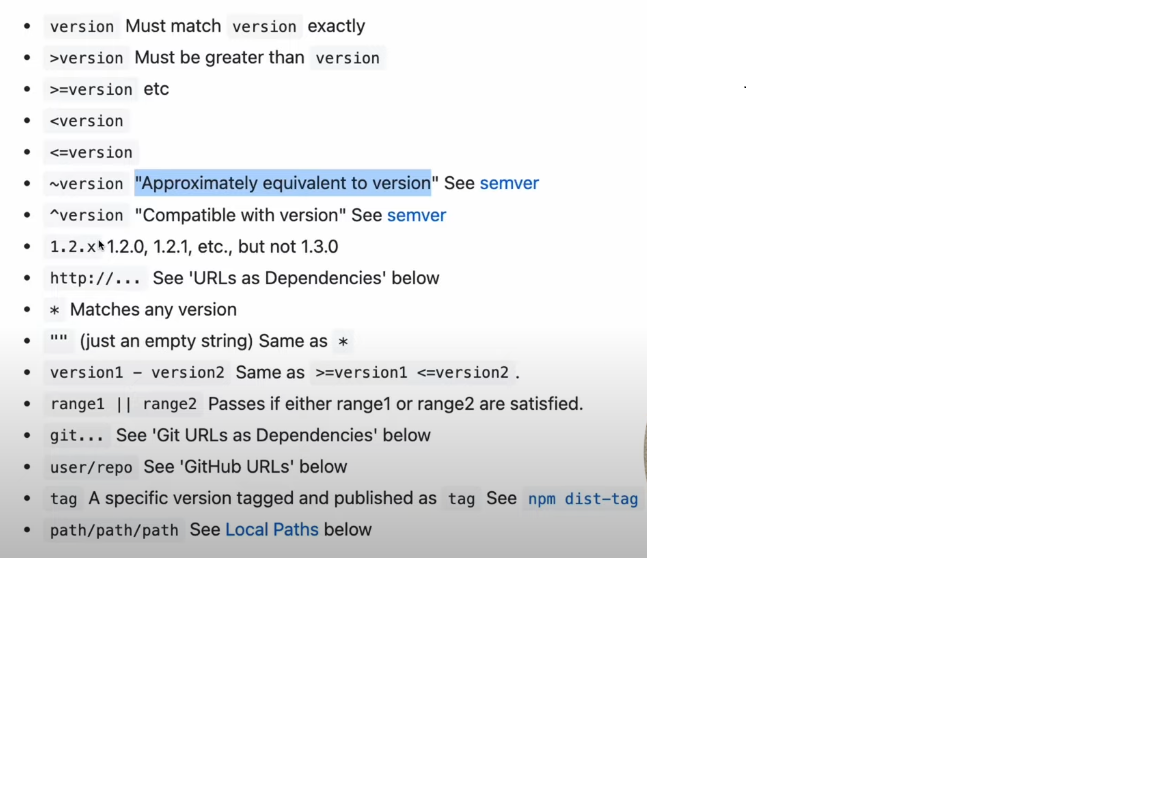 • version Must match version exactly
• >version Must be greater than version
• >=version etc
• <version
• <=version
• ~version "Approximately equivalent to version" See semver
• ^version "Compatible with version" See semver
• 1.2.x 1.2.0, 1.2.1, etc., but not 1.3.0
• http://... See 'URLs as Dependencies' below
• * Matches any version
• "" (just an empty string) Same as *
• version1 - version2 Same as >=version1 <=version2 .
• range1 || range2 Passes if either range1 or range2 are satisfied.
• git... See 'Git URLs as Dependencies' below
• user/repo See 'GitHub URLs' below
• tag A specific version tagged and published as tag See npm dist-tag
• path/path/path See Local Paths below